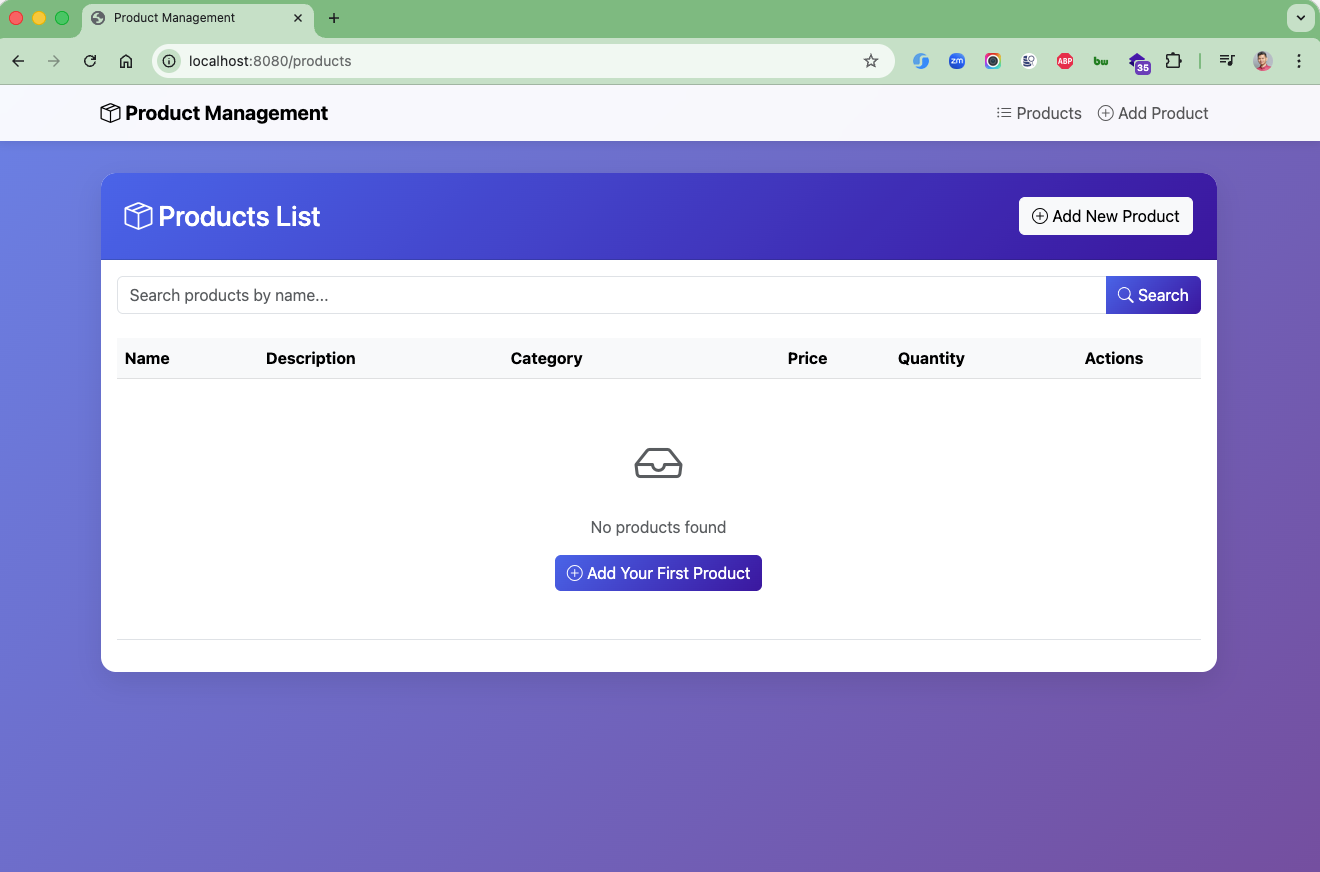 Product Management
localhost:8080/products
zm
ABP
bw
35
Product Management
Products
Add Product
Products List
Add New Product
Search products by name...
Search
Name Description Category Price Quantity Actions
No products found
Add Your First Product